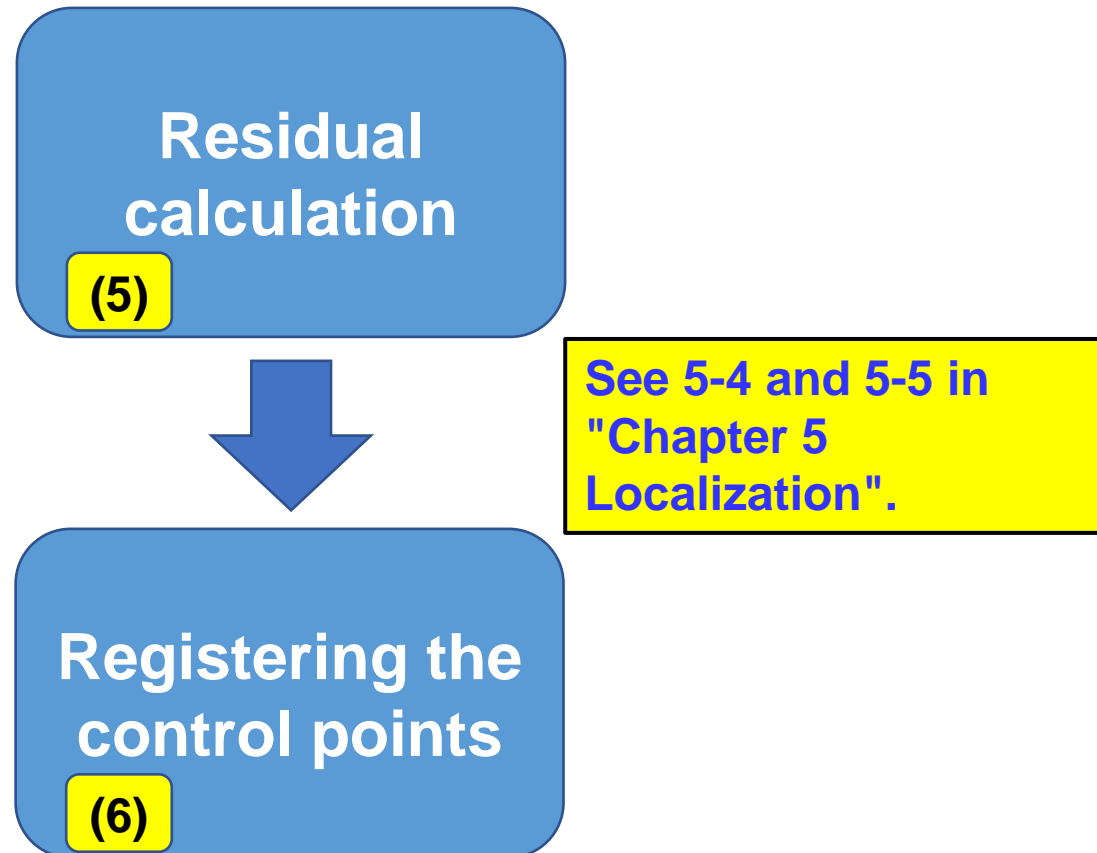 Residual
calculation
(5)
See 5-4 and 5-5 in
"Chapter 5
Localization".
Registering the
control points
(6)